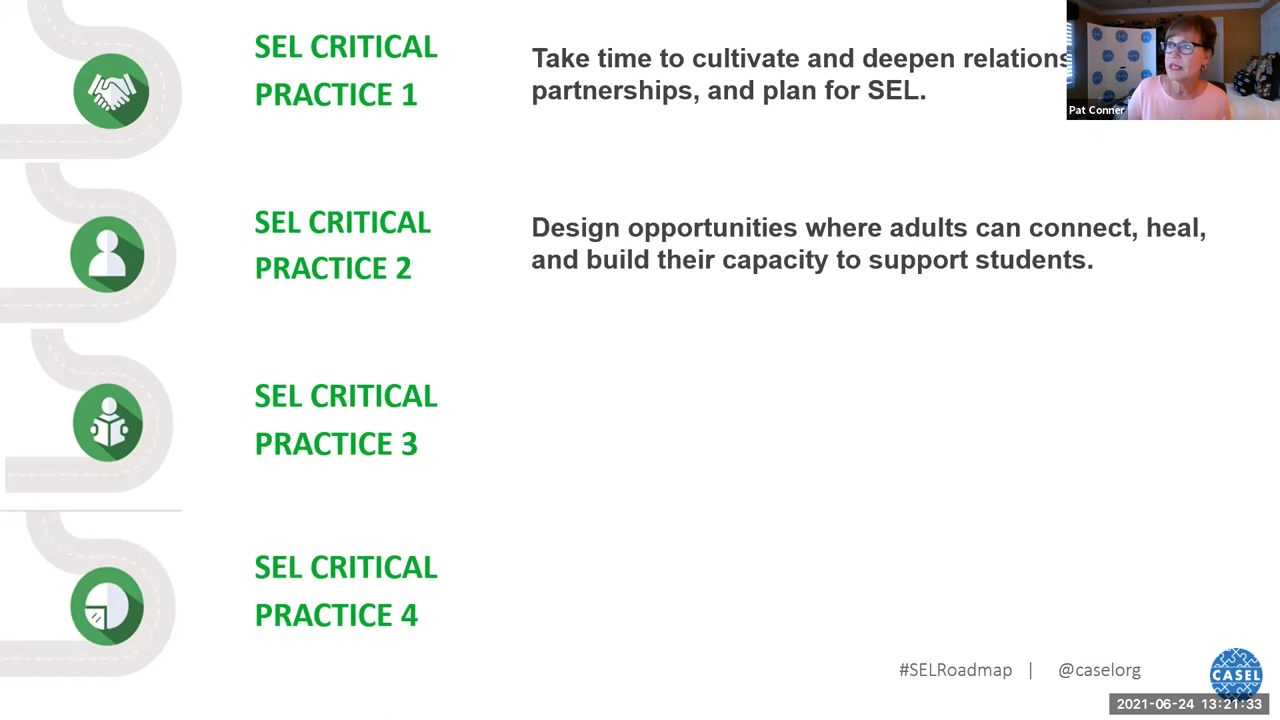 SEL CRITICAL
PRACTICE 1
Take time to cultivate and deepen
partnerships, and plan for SEL.
Pat Conner
SEL CRITICAL
PRACTICE 2
Design opportunities where adults can connect, heal,
and build their capacity to support students.
SEL CRITICAL
PRACTICE 3
SEL CRITICAL
PRACTICE 4
#SELRoadmap | @caselorg
CASEL
2021-06-24 13:21:33